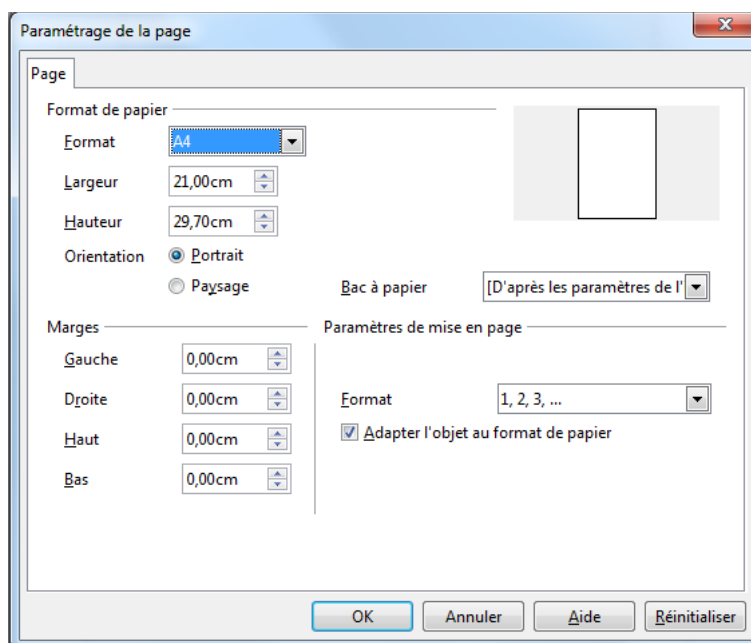 Paramétrage de la page
Page
Format de papier
Format A4
Largeur 21,00cm
Hauteur 29,70cm
Orientation Portrait
Paysage Bac à papier [D'après les paramètres de l'
Marges Paramètres de mise en page
Gauche 0,00cm
Droite 0,00cm Format 1, 2, 3, ...
Haut 0,00cm Adapter l'objet au format de papier
Bas 0,00cm
OK Annuler Aide Réinitialiser